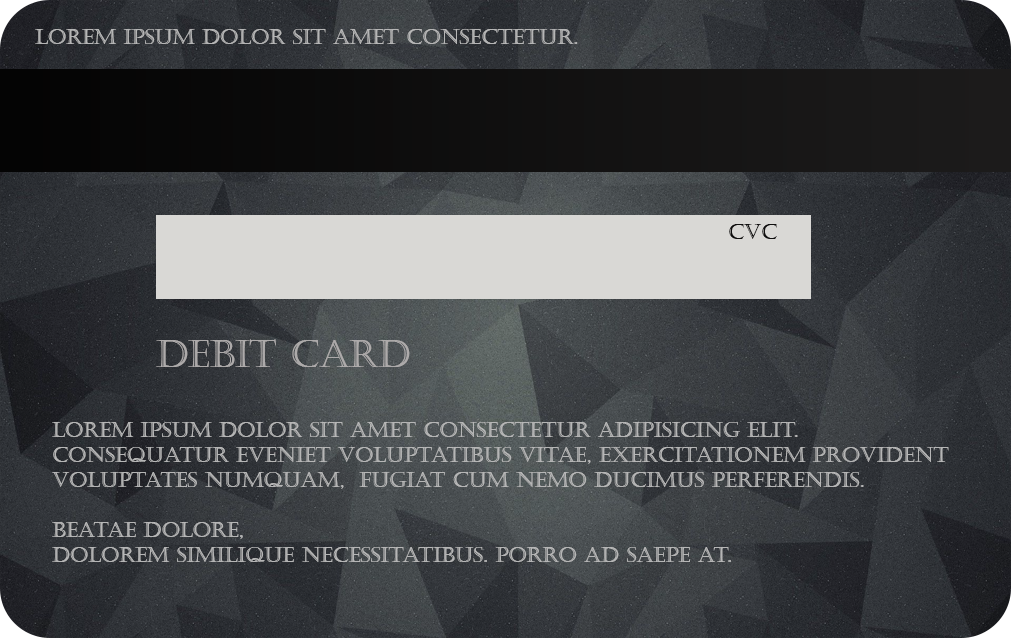 LOREM IPSUM DOLOR SIT AMET CONSECTETUR.
CVC
DEBIT CARD
LOREM IPSUM DOLOR SIT AMET CONSECTETUR ADIPISICING ELIT.
CONSEQUATUR EVENIET VOLUPTATIBUS VITAE, EXERCITATIONEM PROVIDENT
VOLUPTATES NUMQUAM, FUGIAT CUM NEMO DUCIMUS PERFERENDIS.
BEATAE DOLORE,
DOLOREM SIMILIQUE NECESSITATIBUS. PORRO AD SAEPE AT.